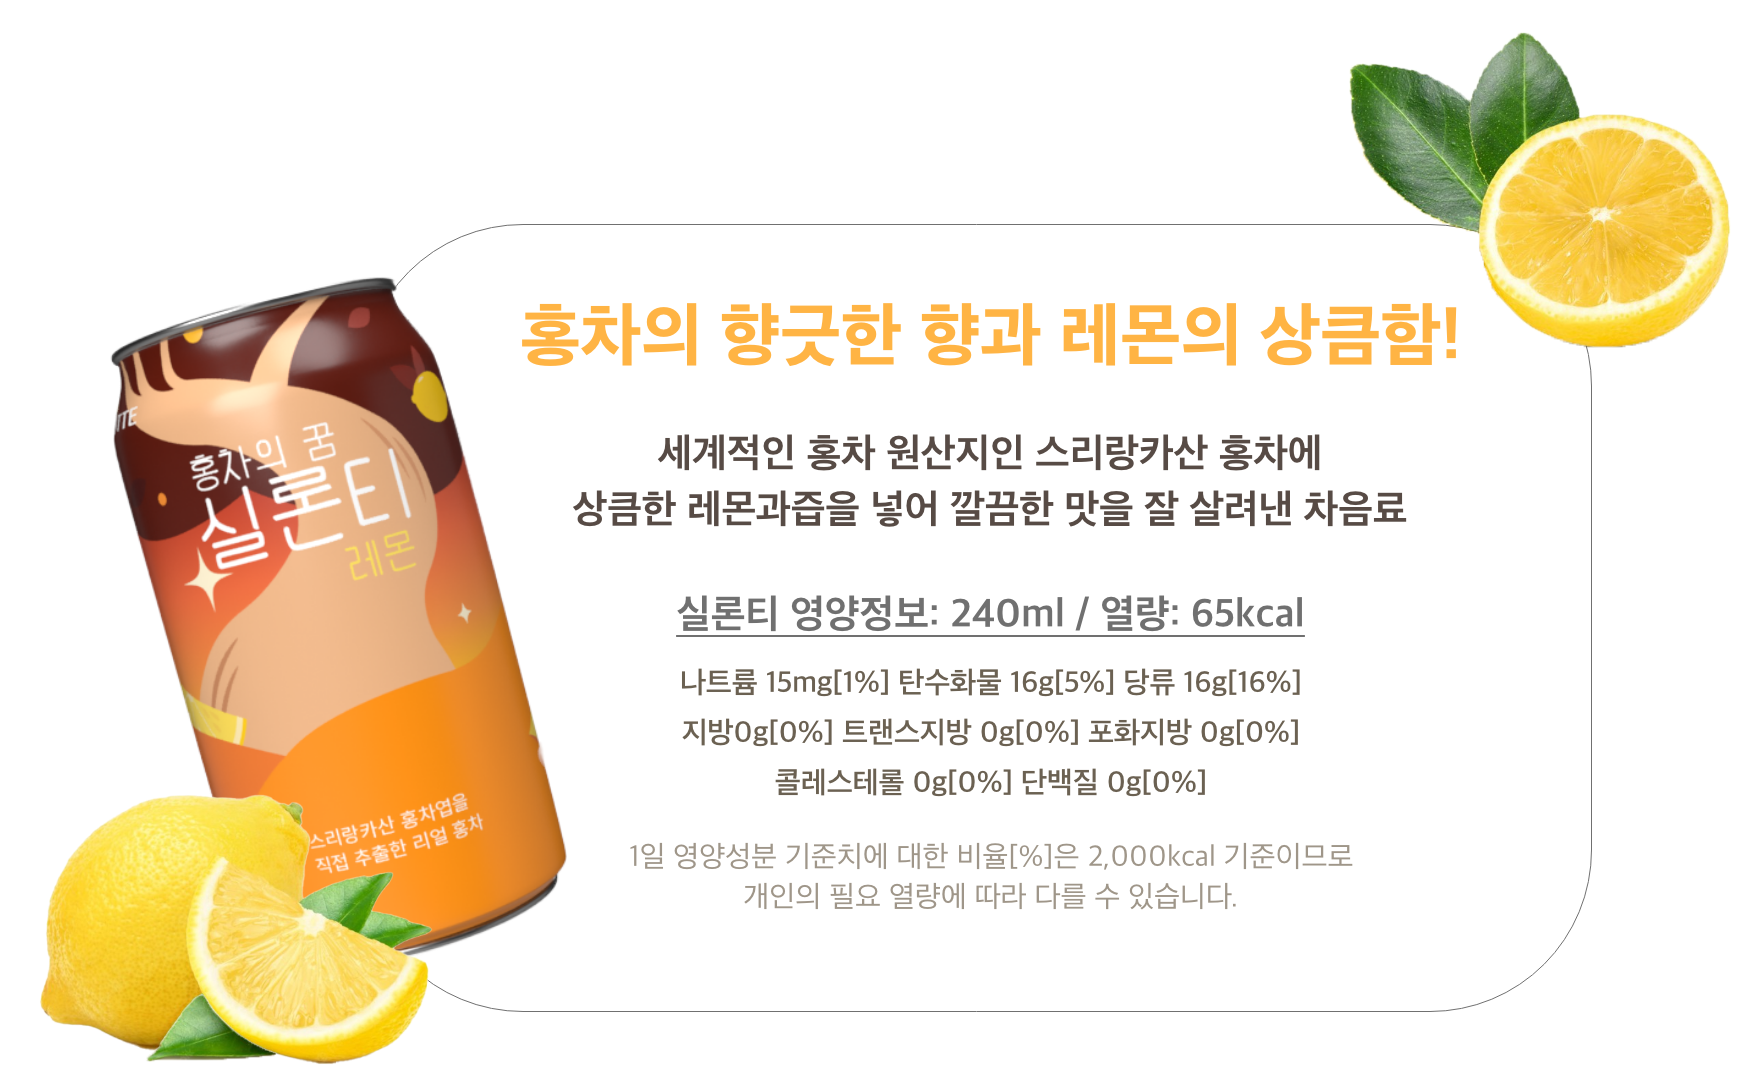 홍차의 향긋한 향과 레몬의 상큼함!
세계적인 홍차 원산지인 스리랑카산 홍차에
상큼한 레몬과즙을 넣어 깔끔한 맛을 잘 살려낸 차음료
실론티 영양정보: 240ml / 열량: 65kcal
나트륨 15mg[1%] 탄수화물 16g[5%] 당류 16g[16%]
지방0g[0%] 트랜스지방 0g[0%] 포화지방 0g[0%]
콜레스테롤 0g[0%] 단백질 0g[0%]
1일 영양성분 기준치에 대한 비율[%]은 2,000kcal 기준이므로
개인의 필요 열량에 따라 다를 수 있습니다.
홍차의 꿈
실론티
레몬
스리랑카산 홍차엽을
직접 추출한 리얼 홍차